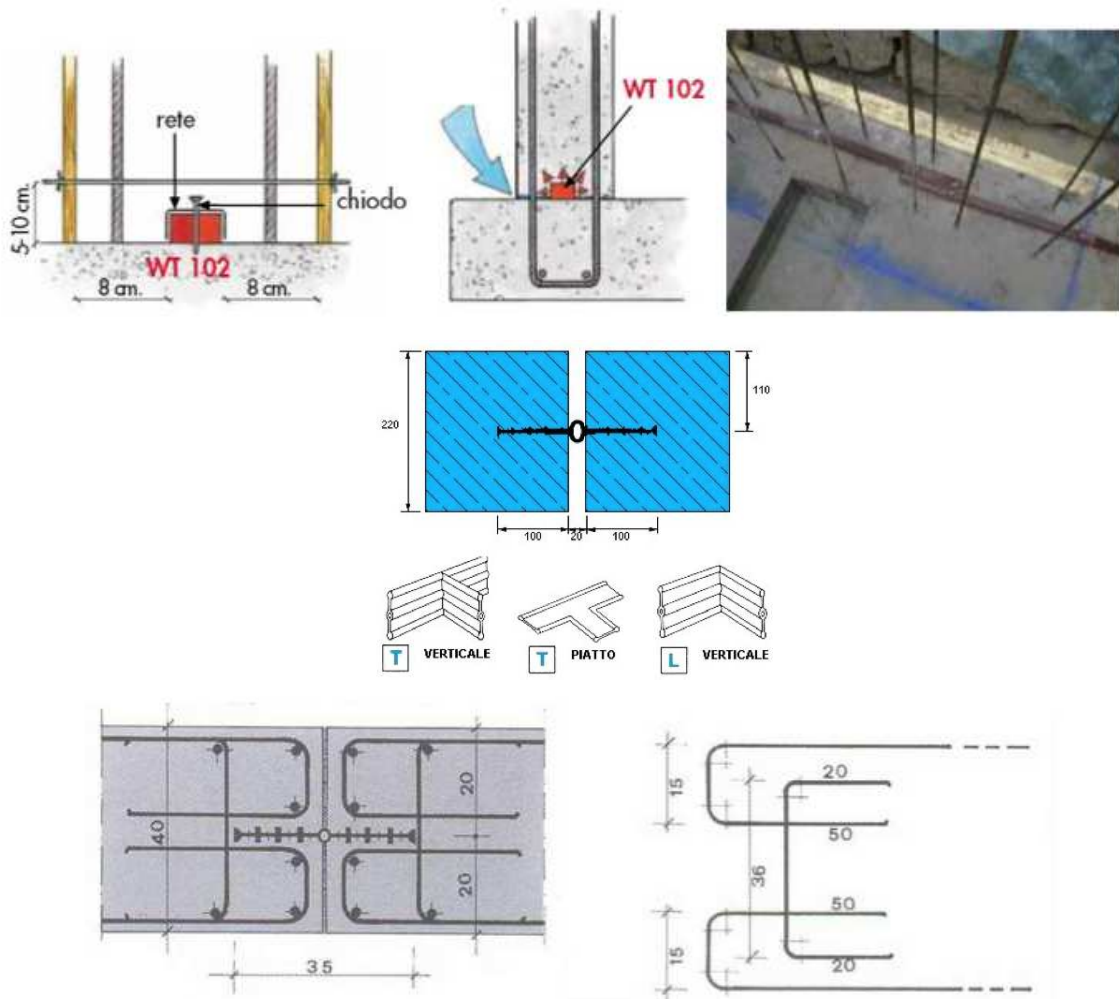 rete
chiodo
5-10 cm.
WT 102
8 cm.
8 cm.
WT 102
220
110
100
20
100
T VERTICALE
T PIATTO
L VERTICALE
40
20
20
35
15
20
50
36
50
15
20